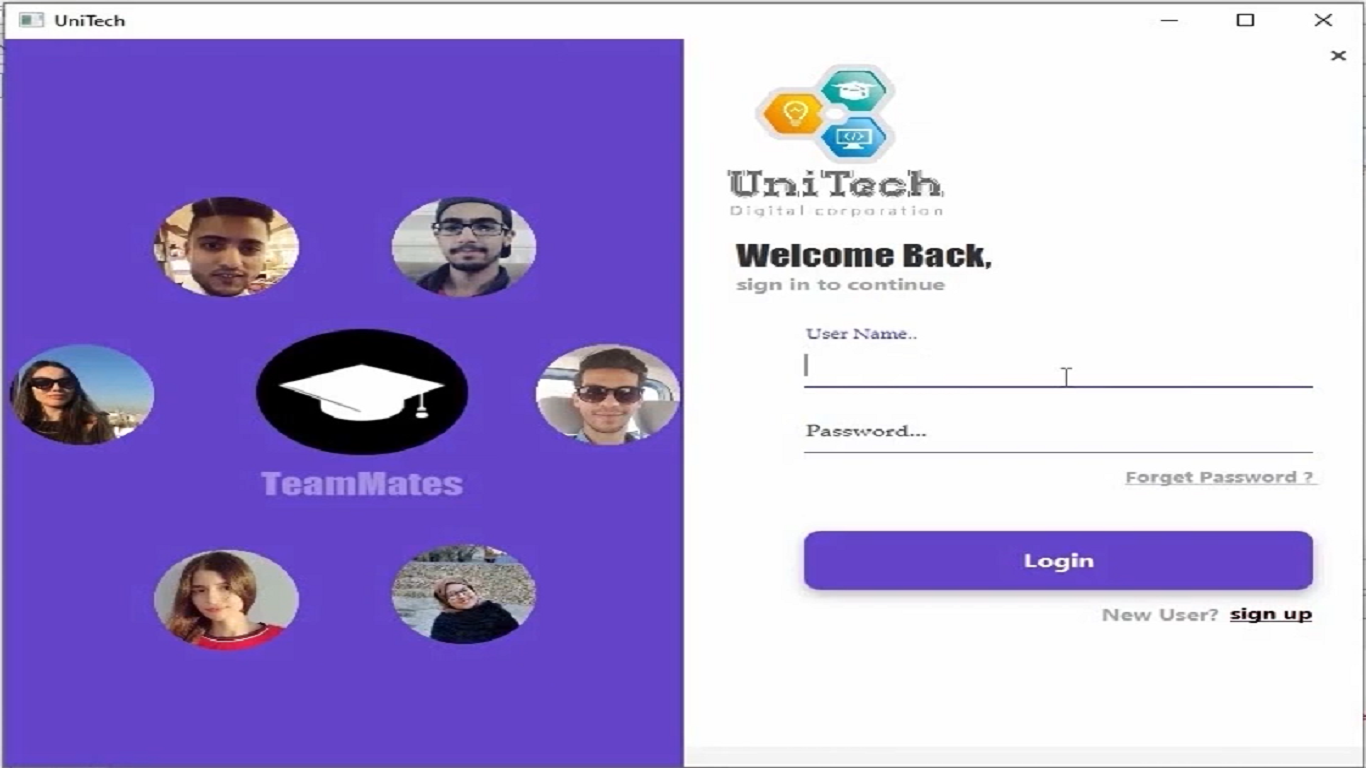 UniTech
UniTech
Digital corporation
Welcome Back,
sign in to continue
User Name..
Password...
Forget Password ?
Login
New User? sign up
TeamMates